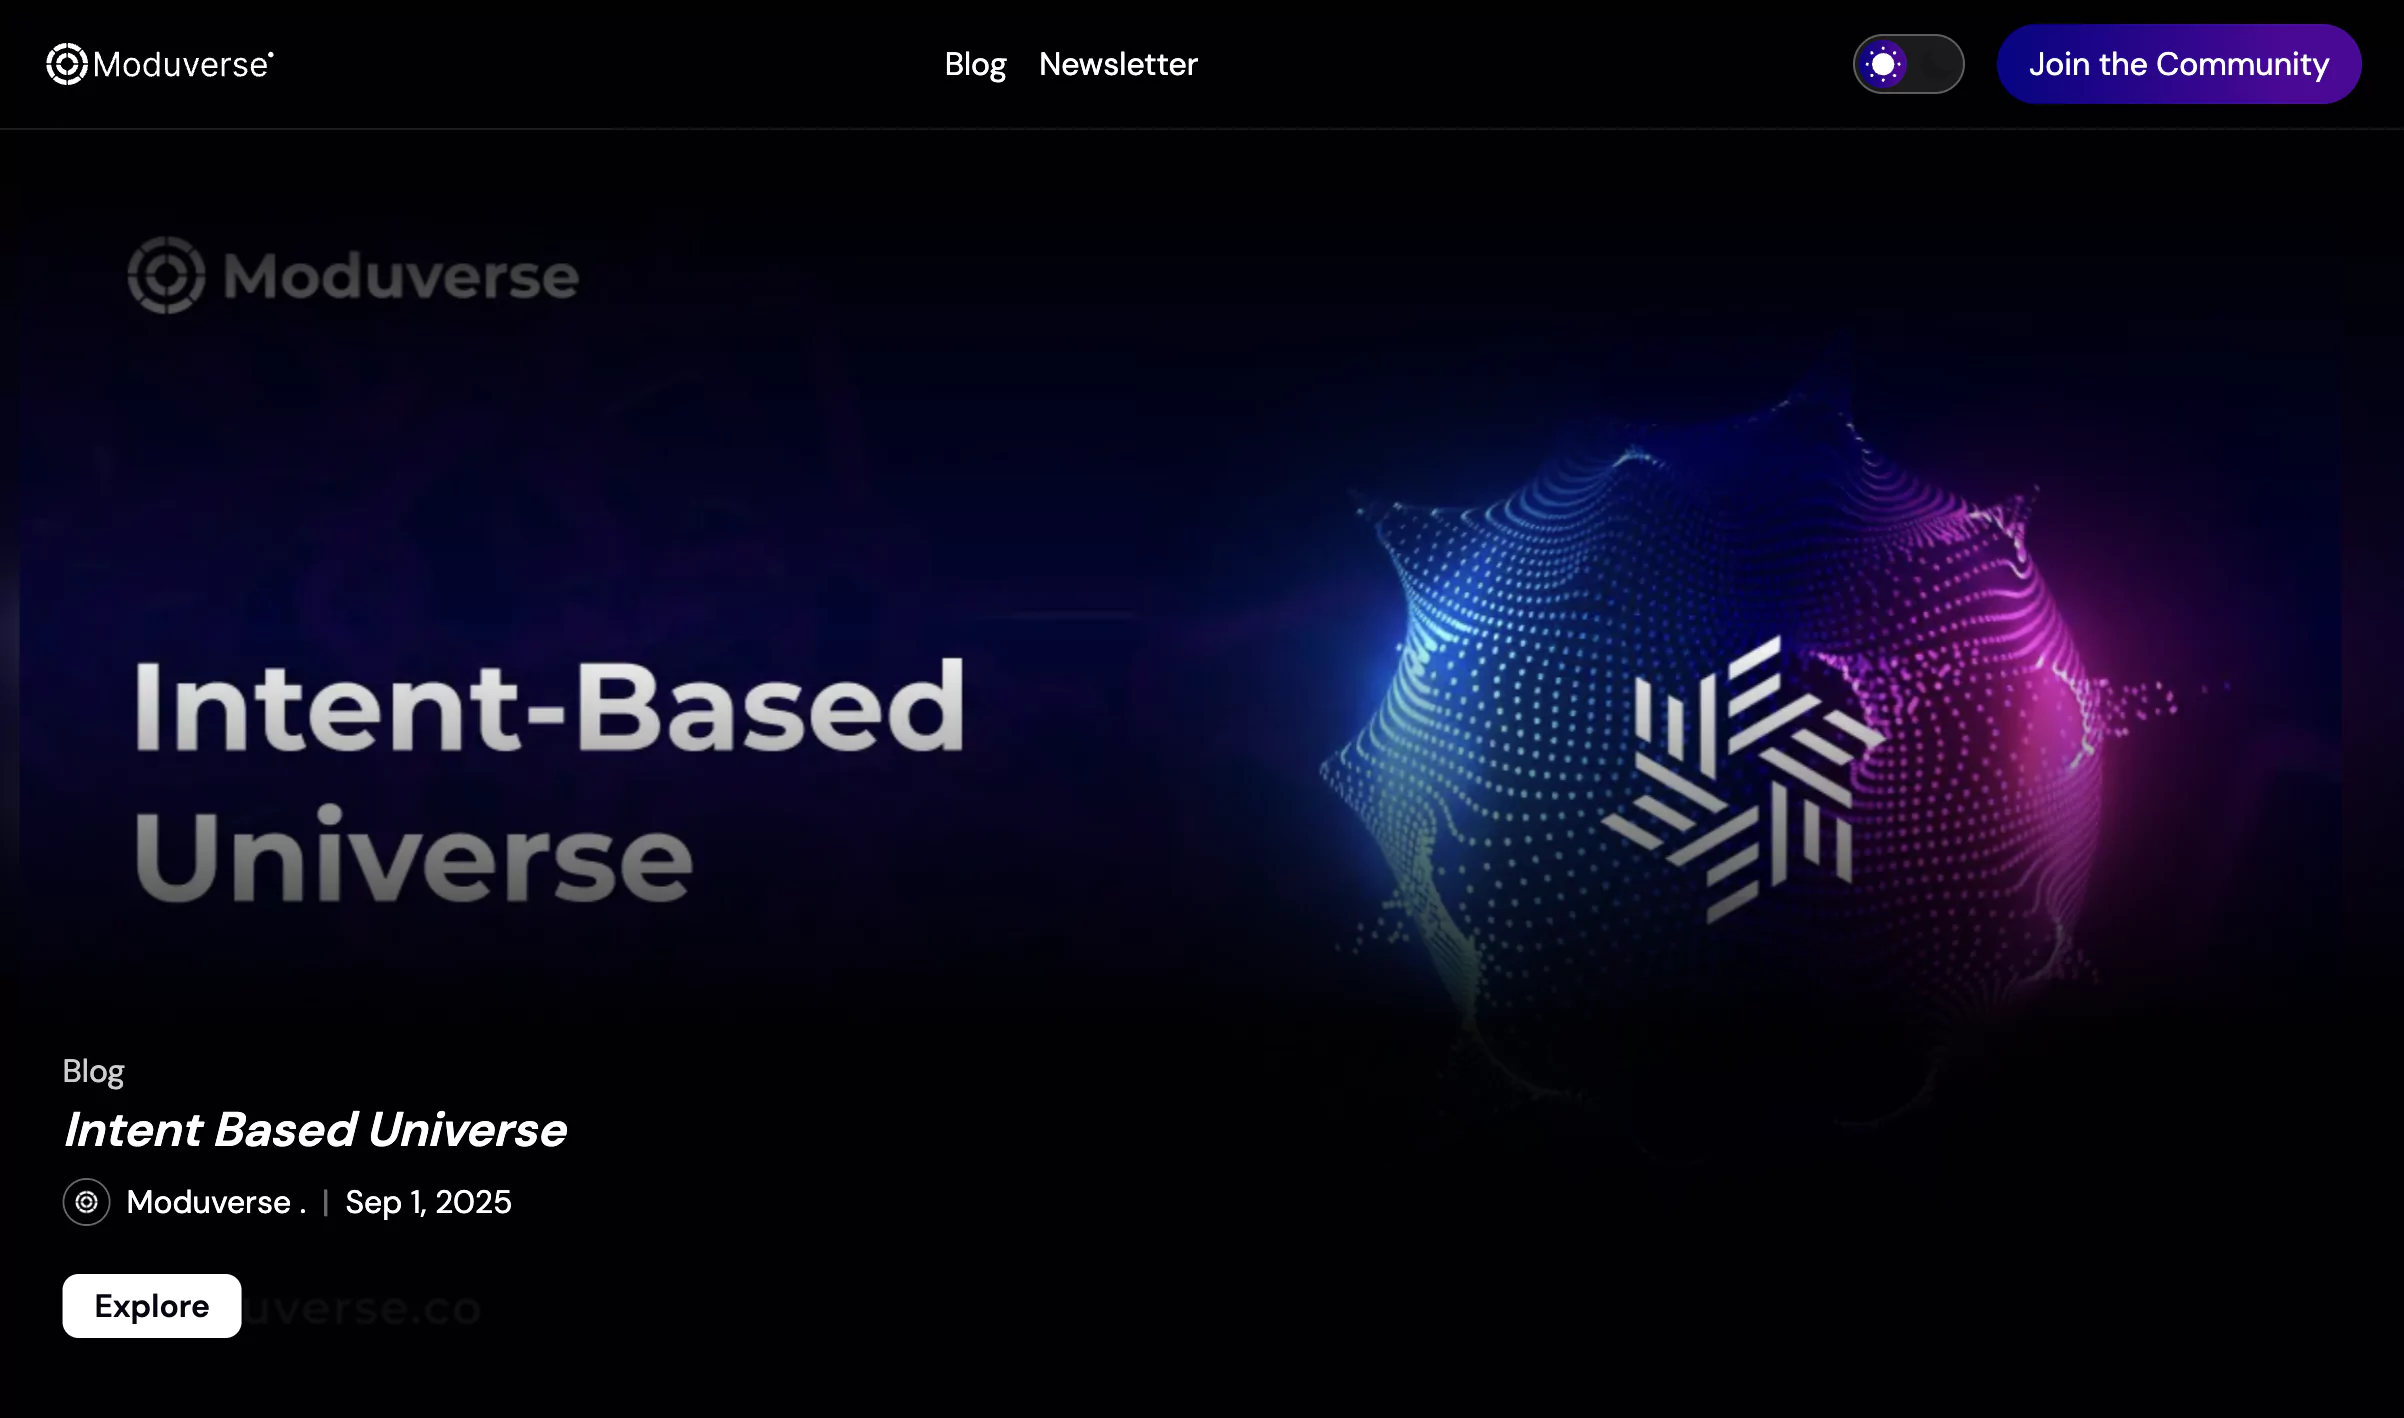 Moduverse
Blog
Newsletter
Join the Community
Moduverse
Intent-Based
Universe
Blog
Intent Based Universe
Moduverse . | Sep 1, 2025
Explore
uverse.co